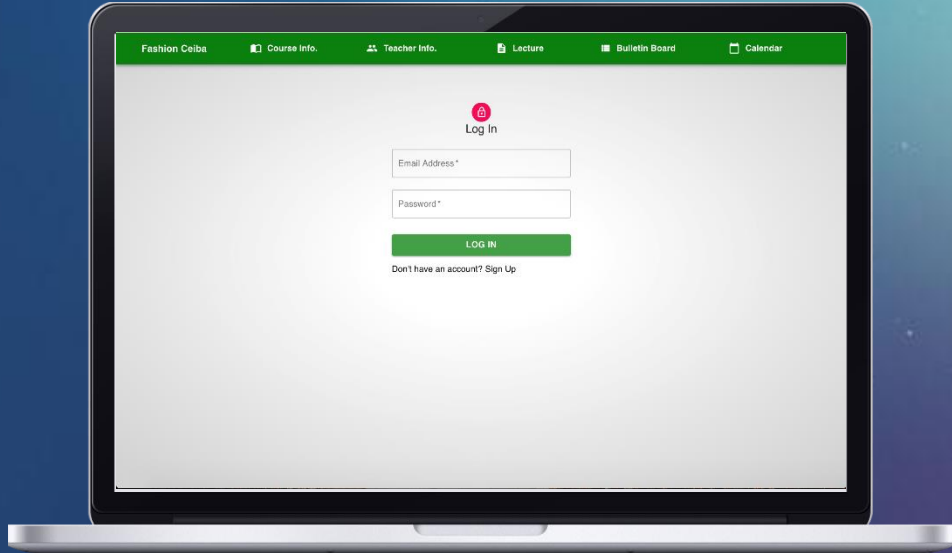 Fashion Ceiba Course Info. Teacher Info. Lecture Bulletin Board Calendar
Log In
Email Address*
Password*
LOG IN
Don't have an account? Sign Up